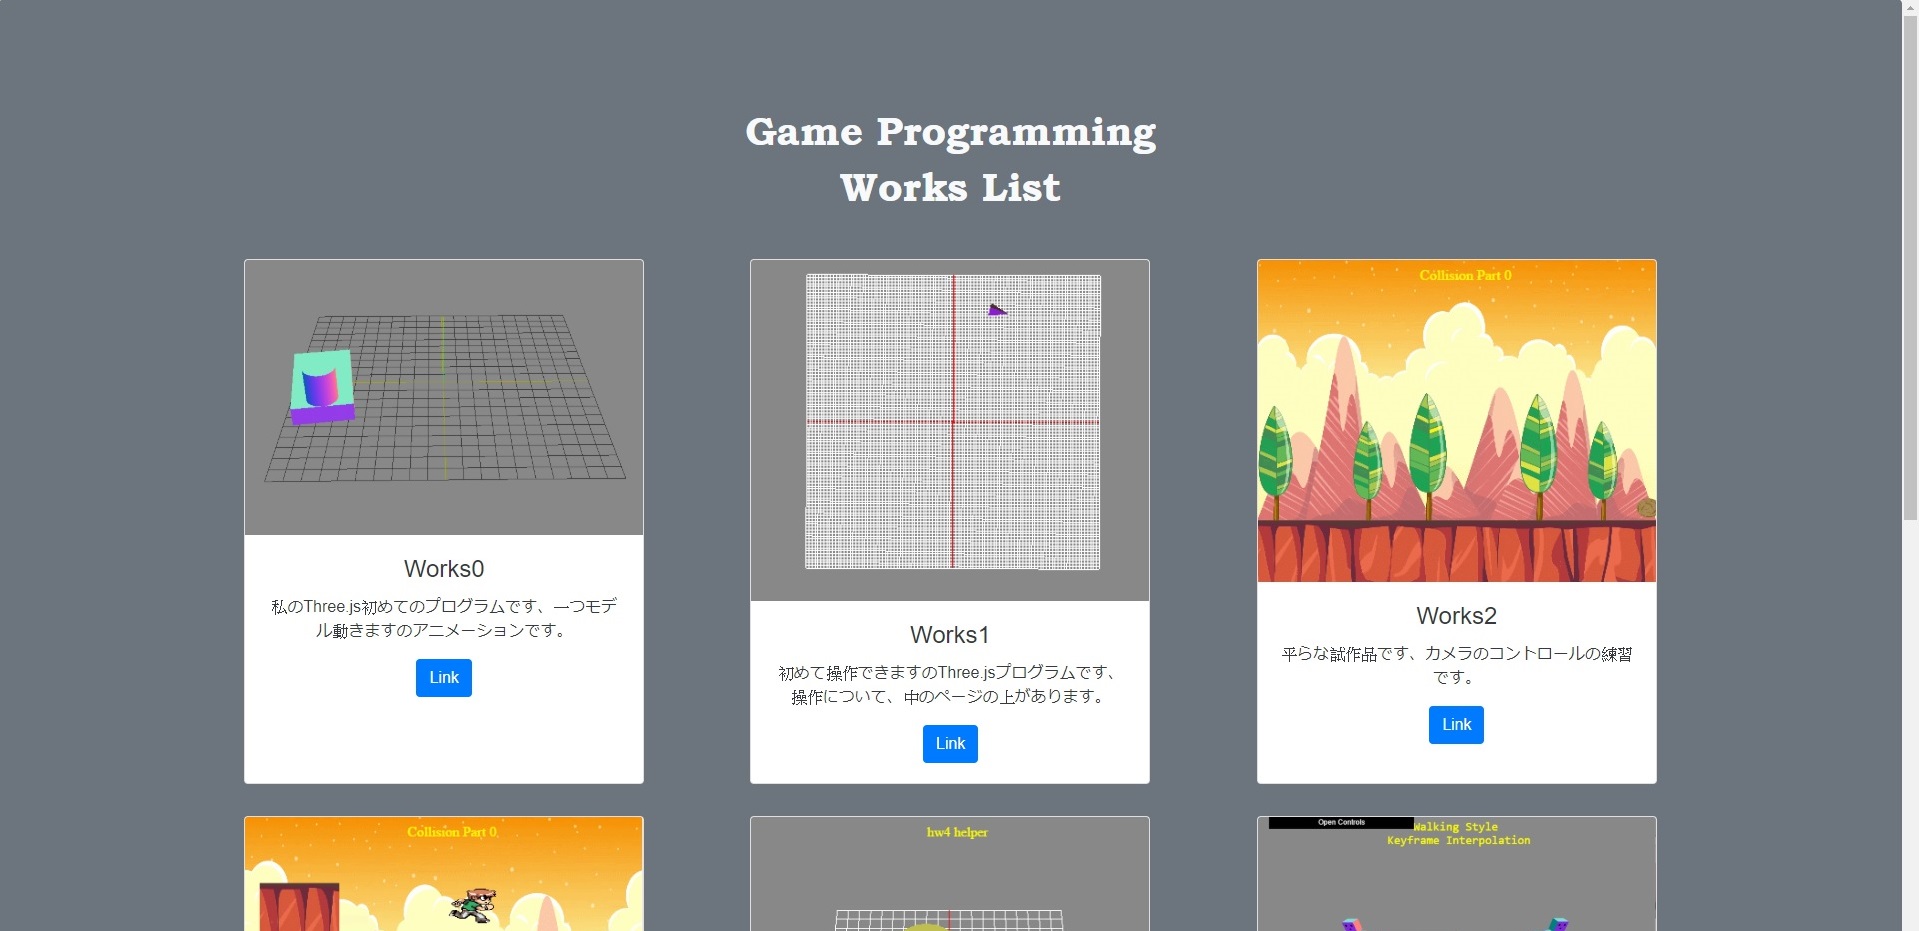 Game Programming
Works List
Works0
私のThree.js初めてのプログラムです、一つモデ
ル動きますのアニメーションです。
Link
Works1
初めて操作できますのThree.jsプログラムです、
操作について、中のページの上があります。
Link
Collision Part 0
Works2
平らな試作品です、カメラのコントロールの練習
です。
Link
Collision Part 0
hw4 helper
Open Controls
Walking Style
Keyframe Interpolation